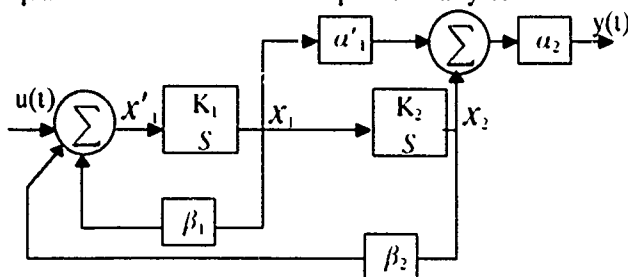 α'₁
Σ
α₂
y(t)
u(t)
Σ
x'₁
K₁
S
x₁
K₂
S
x₂
β₁
β₂